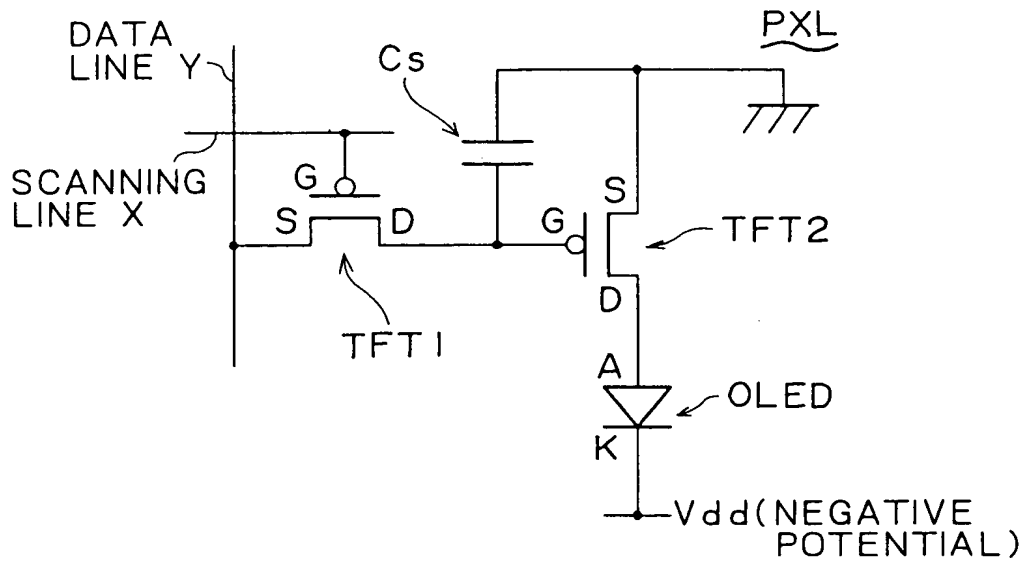 PXL
DATA
LINE Y
Cs
SCANNING
LINE X
G
S
D
S
G
TFT2
D
TFT1
A
OLED
K
Vdd(NEGATIVE
POTENTIAL)